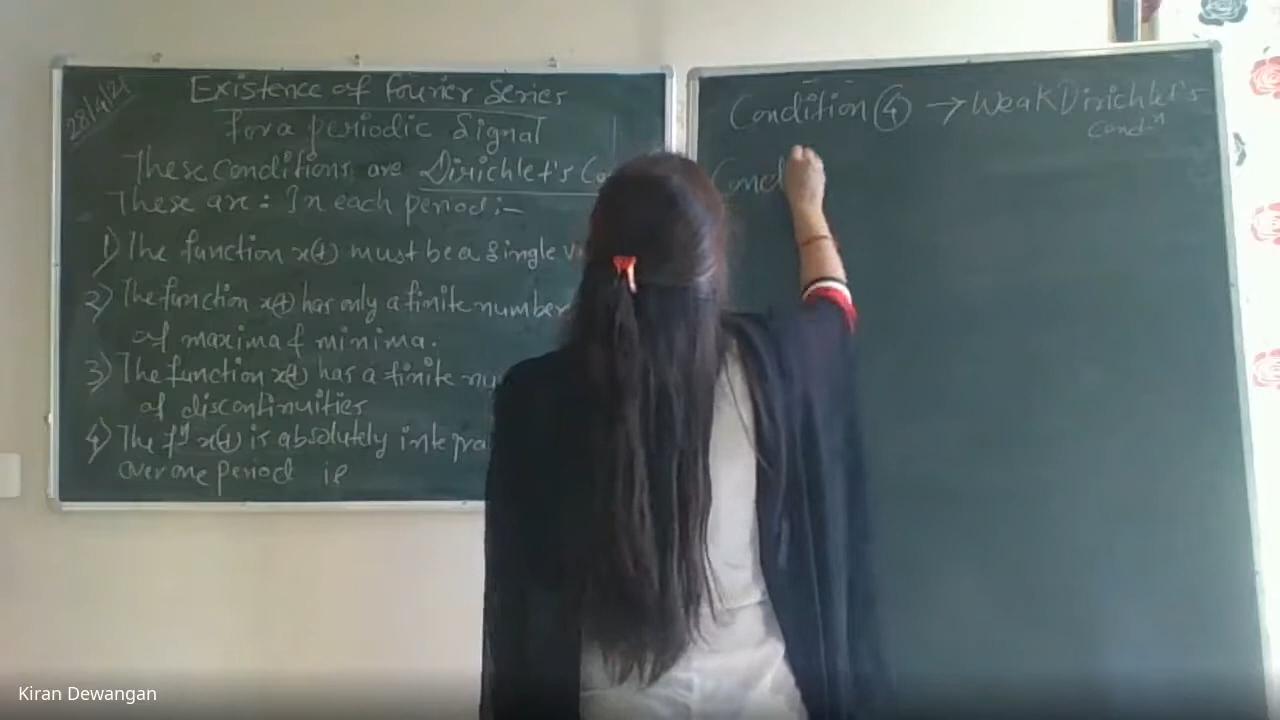 28/4/21
Existence of Fourier Series
for a periodic Signal
These conditions are Dirichlet's Co
These are: In each period:-
1) The function x(t) must be a single v
2) The function x(t) has only a finite number
of maxima & minima.
3) The function x(t) has a finite nu
of discontinuities
4) The fⁿ x(t) is absolutely integra
over one period ie
Condition ④ → Weak Dirichlet's
Condⁿ
Cond
Kiran Dewangan